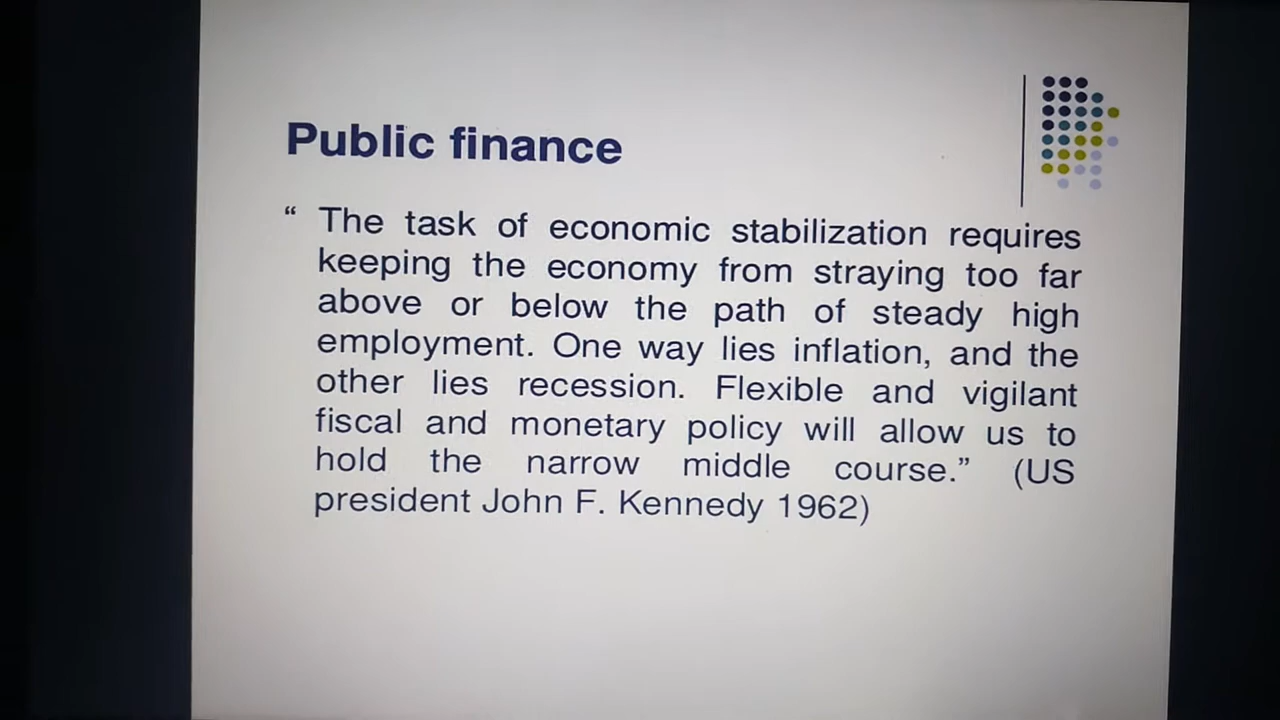 Public finance
“ The task of economic stabilization requires
keeping the economy from straying too far
above or below the path of steady high
employment. One way lies inflation, and the
other lies recession. Flexible and vigilant
fiscal and monetary policy will allow us to
hold the narrow middle course.” (US
president John F. Kennedy 1962)